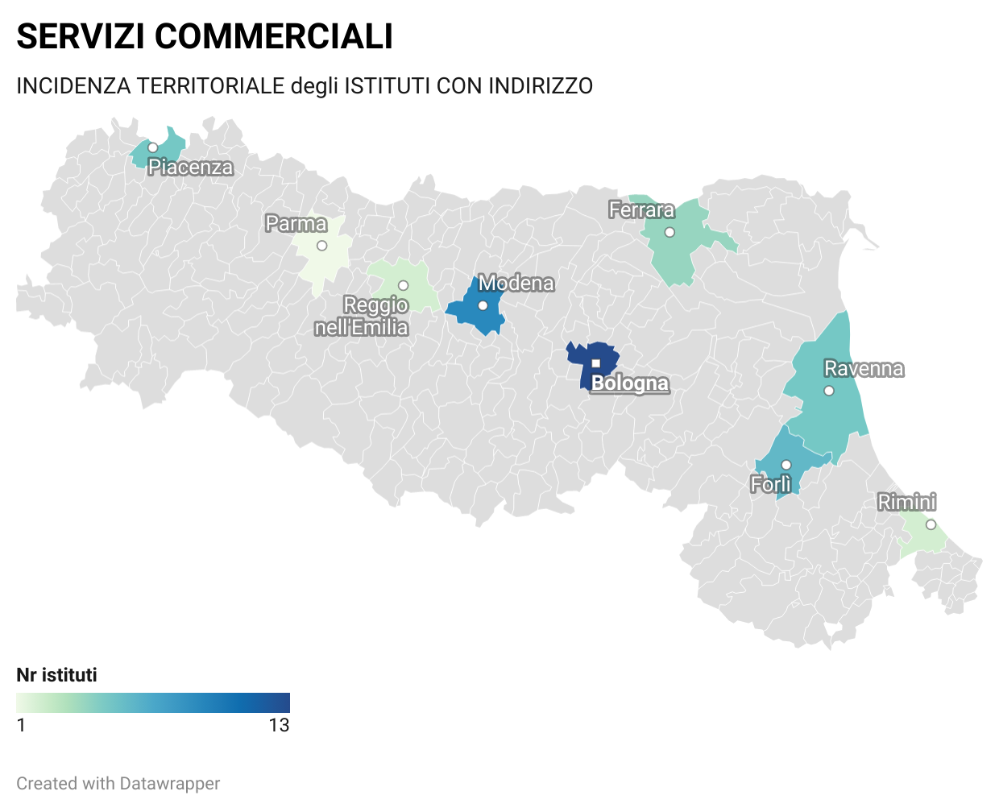 SERVIZI COMMERCIALI
INCIDENZA TERRITORIALE degli ISTITUTI CON INDIRIZZO
Piacenza
Parma
Ferrara
Modena
Reggio
nell'Emilia
Bologna
Ravenna
Forlì
Rimini
Nr istituti
1 13
Created with Datawrapper